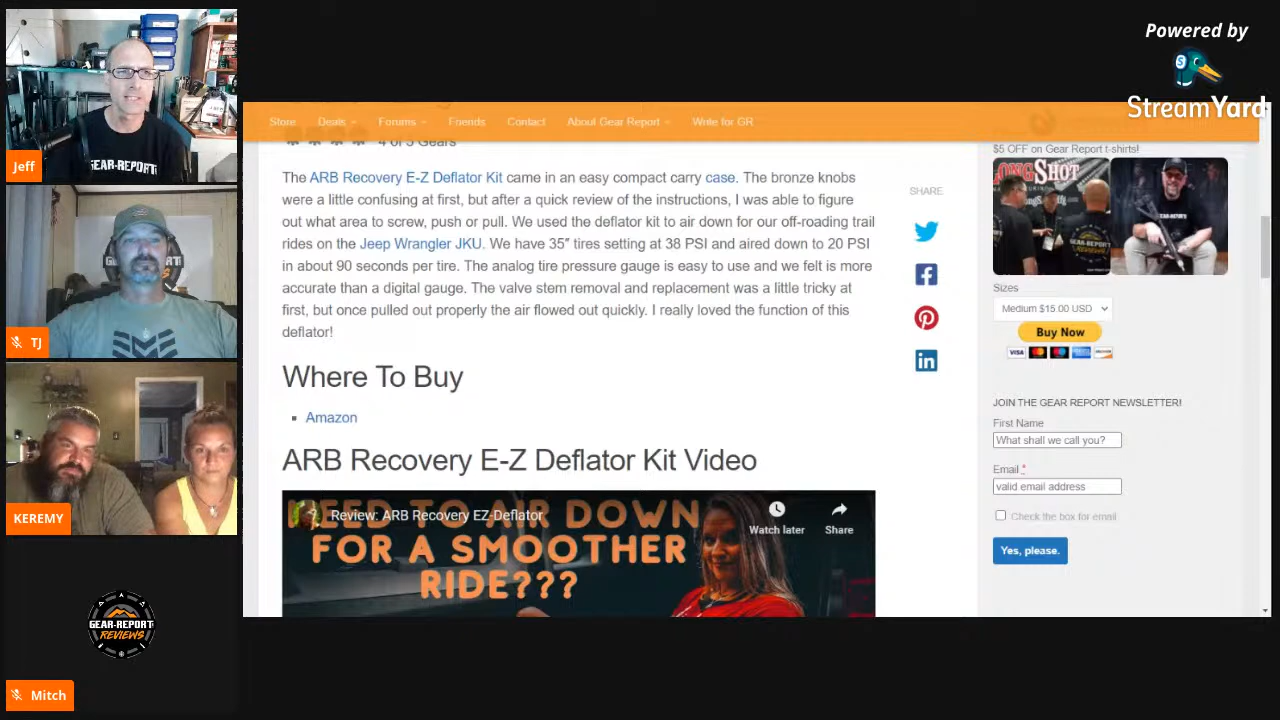 Powered by
StreamYard
Jeff
GEAR-REPORT
TJ
KEREMY
GEAR-REPORT
REVIEWS
Mitch
Store Deals Forums Friends Contact About Gear Report Write for GR
4 of 5 Gears
The ARB Recovery E-Z Deflator Kit came in an easy compact carry case. The bronze knobs
were a little confusing at first, but after a quick review of the instructions, I was able to figure
out what area to screw, push or pull. We used the deflator kit to air down for our off-roading trail
rides on the Jeep Wrangler JKU. We have 35″ tires setting at 38 PSI and aired down to 20 PSI
in about 90 seconds per tire. The analog tire pressure gauge is easy to use and we felt is more
accurate than a digital gauge. The valve stem removal and replacement was a little tricky at
first, but once pulled out properly the air flowed out quickly. I really loved the function of this
deflator!
Where To Buy
Amazon
ARB Recovery E-Z Deflator Kit Video
Review: ARB Recovery EZ-Deflator
Watch later
Share
NEED TO AIR DOWN
FOR A SMOOTHER
RIDE???
SHARE
$5 OFF on Gear Report t-shirts!
LONGSHOT
Sizes
Medium $15.00 USD
Buy Now
VISA
DISCOVER
JOIN THE GEAR REPORT NEWSLETTER!
First Name
What shall we call you?
Email *
valid email address
Check the box for email
Yes, please.